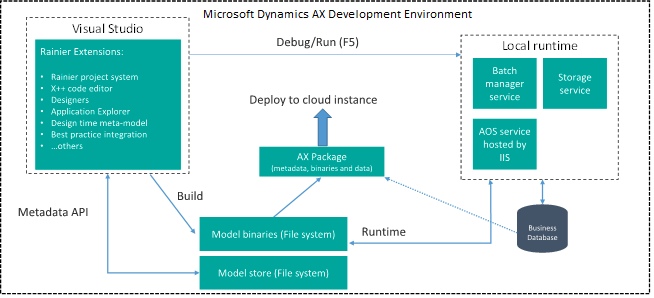 Microsoft Dynamics AX Development Environment
Visual Studio
Rainier Extensions:
• Rainier project system
• X++ code editor
• Designers
• Application Explorer
• Design time meta-model
• Best practice integration
• ...others
Debug/Run (F5)
Local runtime
Batch
manager
service
Storage
service
AOS service
hosted by
IIS
Deploy to cloud instance
AX Package
(metadata, binaries and data)
Build
Metadata API
Model binaries (File system)
Runtime
Business
Database
Model store (File system)